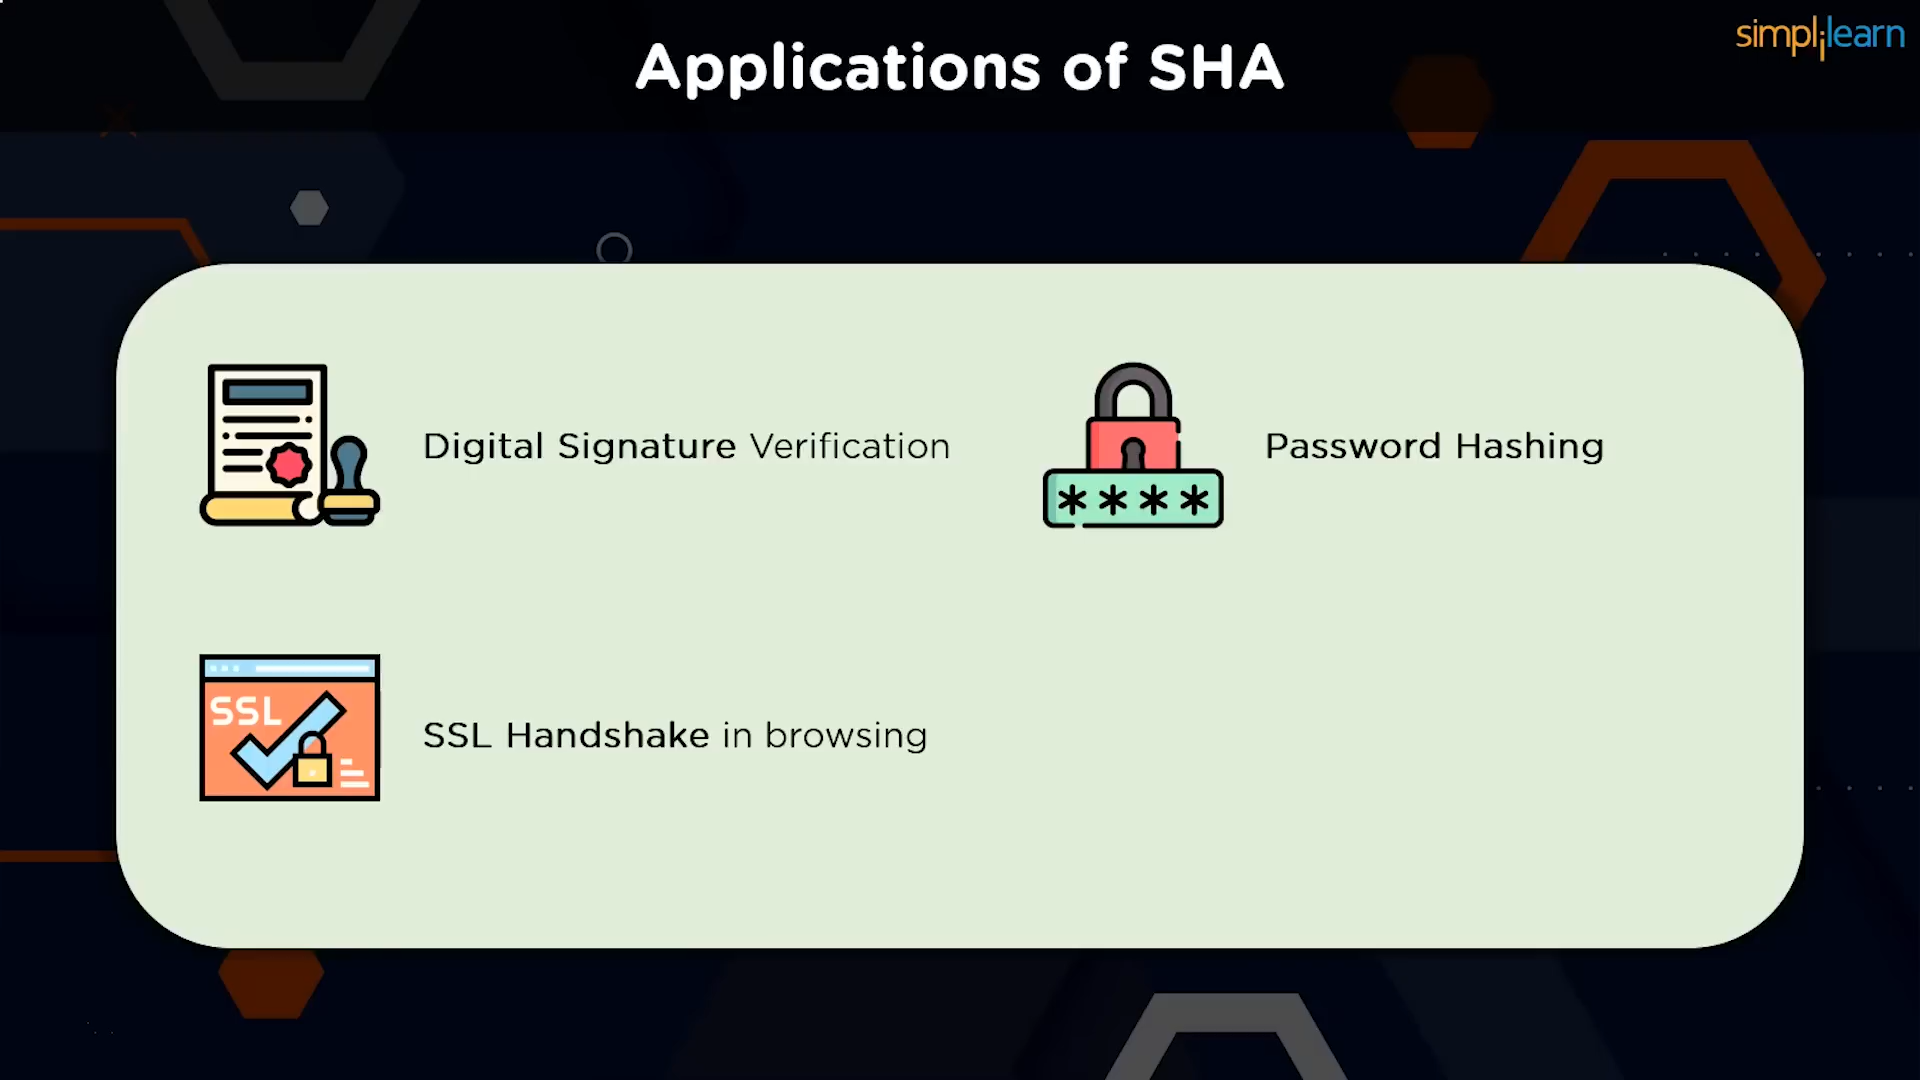 Applications of SHA
simplilearn
Digital Signature Verification
Password Hashing
****
SSL
SSL Handshake in browsing